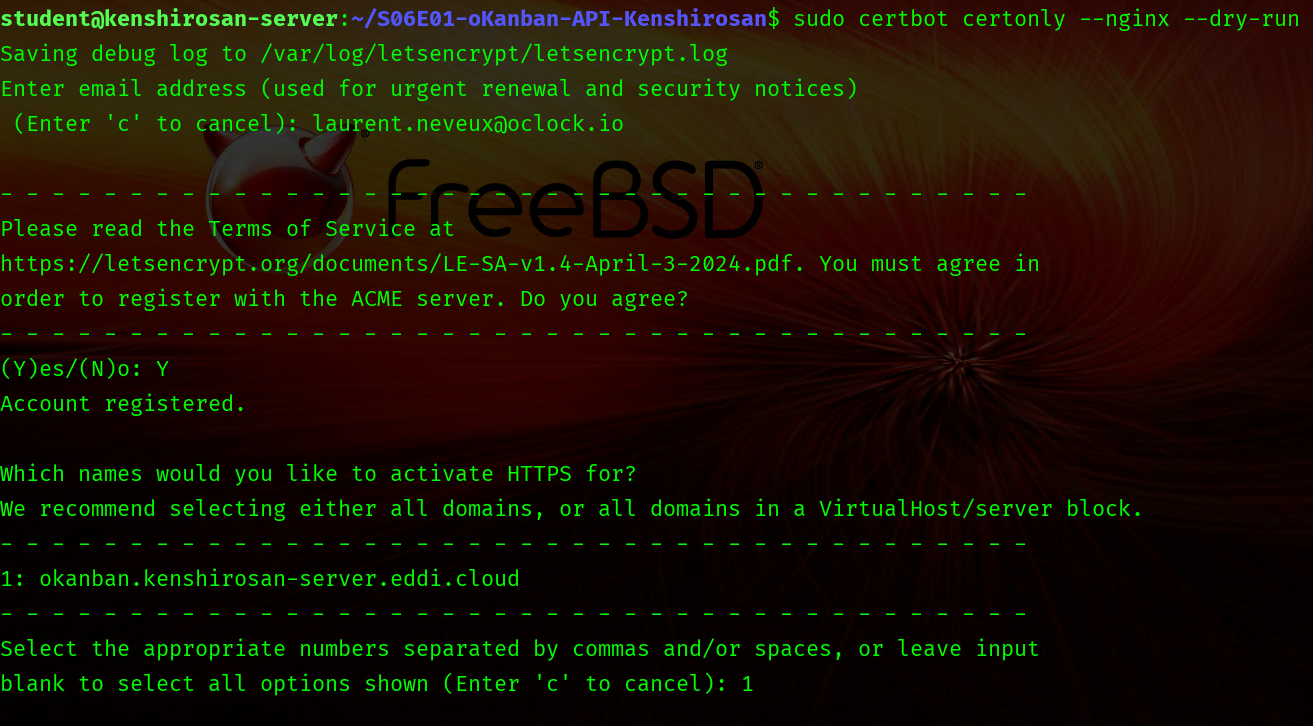 student@kenshirosan-server:~/S06E01-oKanban-API-Kenshirosan$ sudo certbot certonly --nginx --dry-run
Saving debug log to /var/log/letsencrypt/letsencrypt.log
Enter email address (used for urgent renewal and security notices)
 (Enter 'c' to cancel): laurent.neveux@oclock.io
FreeBSD®
- - - - - - - - - - - - - - - - - - - - - - - - - - - - - - - - - - - - - - - -
Please read the Terms of Service at
https://letsencrypt.org/documents/LE-SA-v1.4-April-3-2024.pdf. You must agree in
order to register with the ACME server. Do you agree?
- - - - - - - - - - - - - - - - - - - - - - - - - - - - - - - - - - - - - - - -
(Y)es/(N)o: Y
Account registered.
Which names would you like to activate HTTPS for?
We recommend selecting either all domains, or all domains in a VirtualHost/server block.
- - - - - - - - - - - - - - - - - - - - - - - - - - - - - - - - - - - - - - - -
1: okanban.kenshirosan-server.eddi.cloud
- - - - - - - - - - - - - - - - - - - - - - - - - - - - - - - - - - - - - - - -
Select the appropriate numbers separated by commas and/or spaces, or leave input
blank to select all options shown (Enter 'c' to cancel): 1